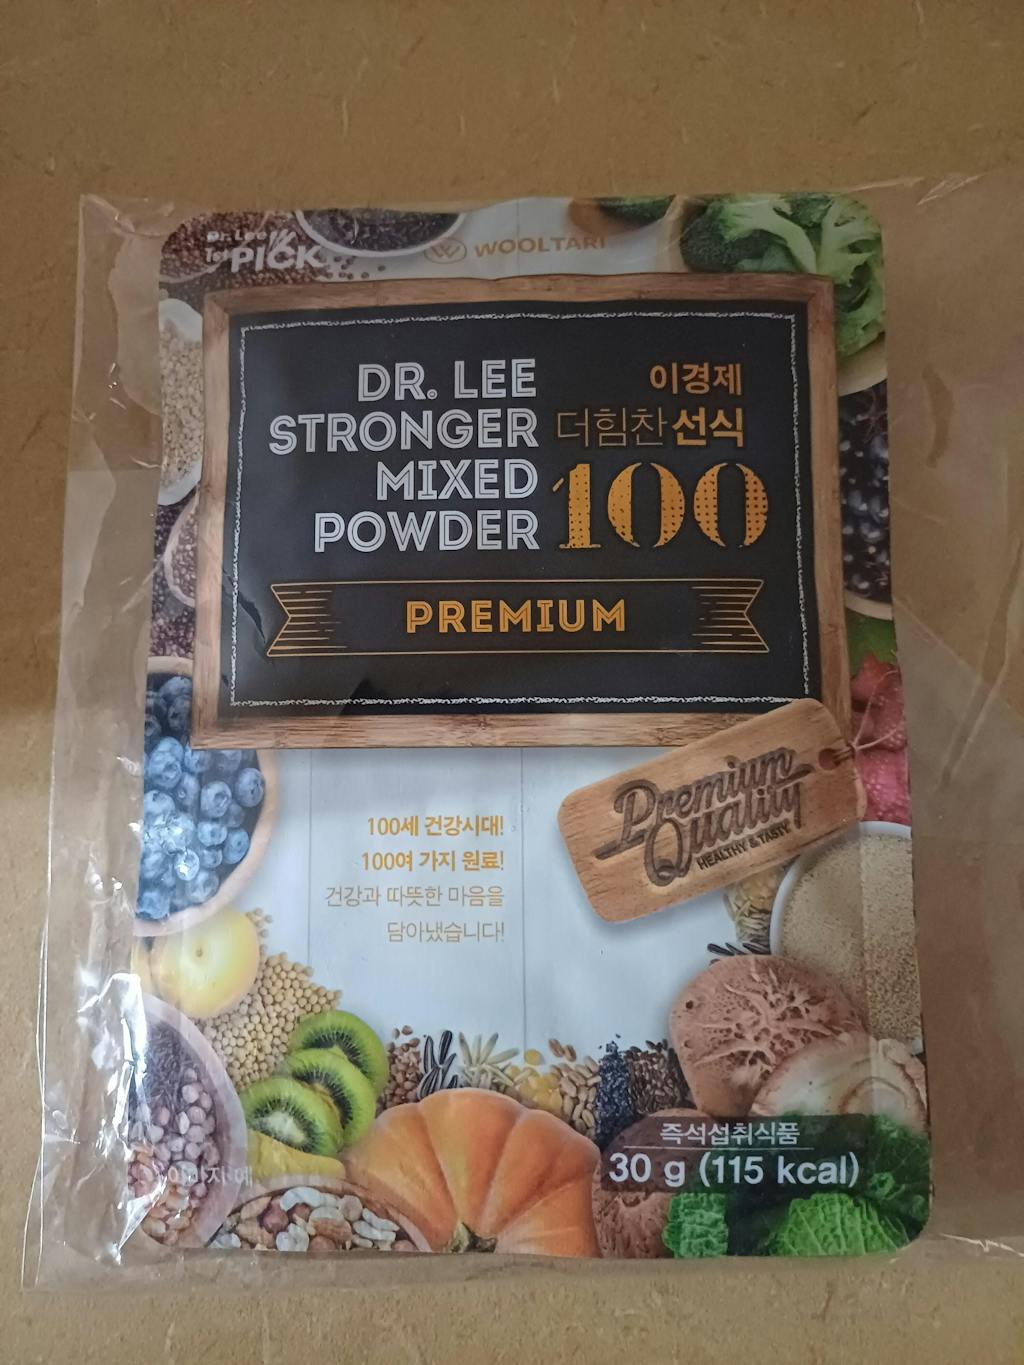 Dr. Lee
PICK
WOOLTARI
DR. LEE
STRONGER
MIXED
POWDER
이경제
더힘찬선식
100
PREMIUM
Premium
Quality
HEALTHY & TASTY
100세 건강시대!
100여 가지 원료!
건강과 따뜻한 마음을
담아냈습니다!
즉석섭취식품
30 g (115 kcal)